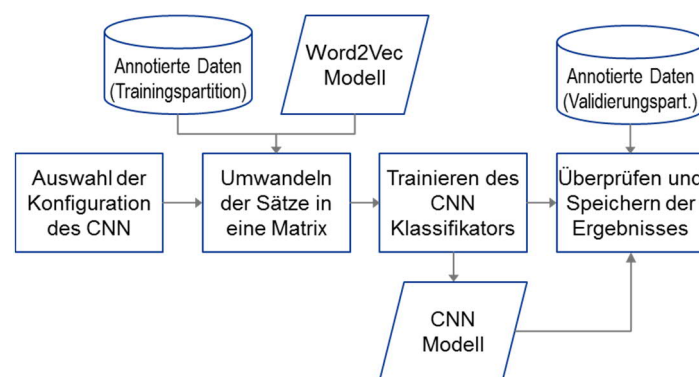 Annotierte Daten
(Trainingspartition)
Word2Vec
Modell
Annotierte Daten
(Validierungspart.)
Auswahl der
Konfiguration
des CNN
Umwandeln
der Sätze in
eine Matrix
Trainieren des
CNN
Klassifikators
Überprüfen und
Speichern der
Ergebnisses
CNN
Modell